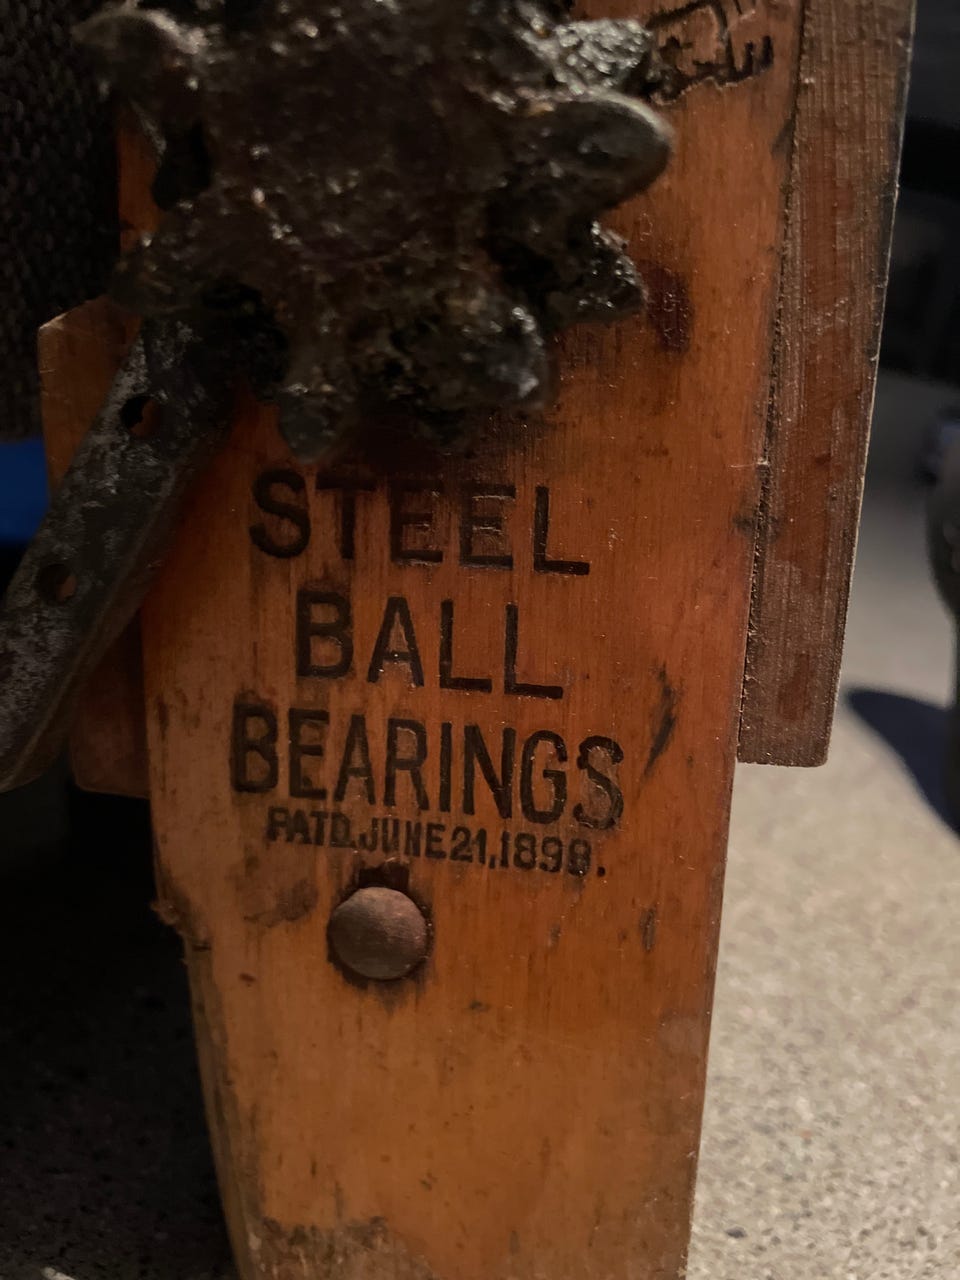 STEEL
BALL
BEARINGS
PATD. JUNE 21, 1898.